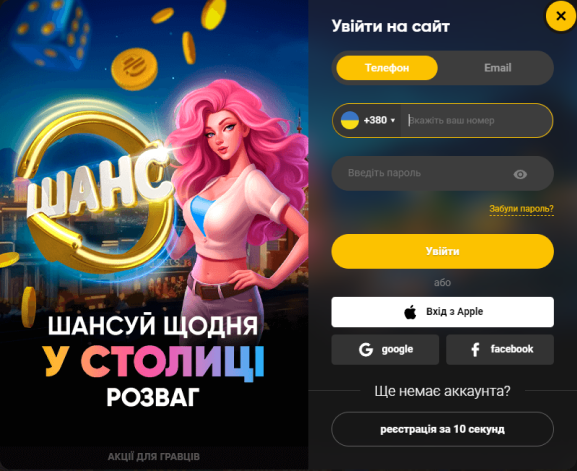 ШАНС
ШАНСУЙ ЩОДНЯ
У СТОЛИЦІ
РОЗВАГ
АКЦІЇ ДЛЯ ГРАВЦІВ
Увійти на сайт
Телефон
Email
+380
Вкажіть ваш номер
Введіть пароль
Забули пароль?
Увійти
або
Вхід з Apple
google
facebook
Ще немає аккаунта?
реєстрація за 10 секунд